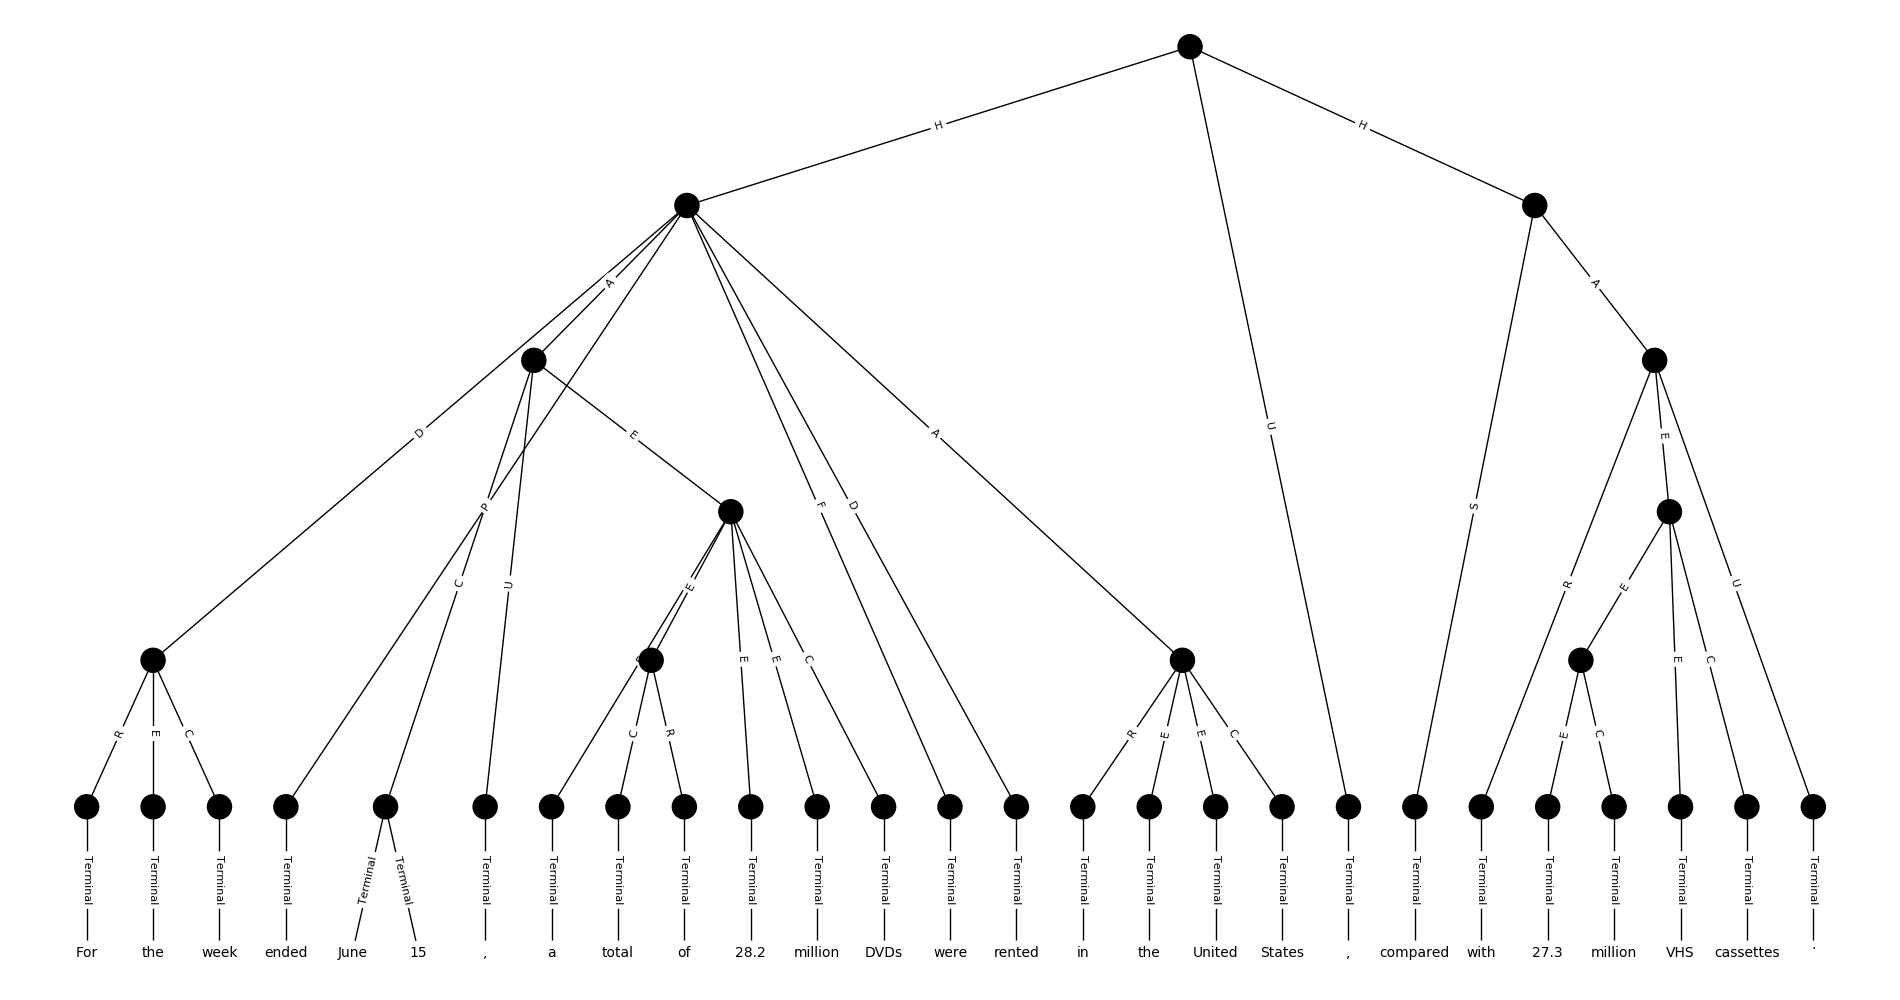 H H
A A
D E F D A U S E
P C U E R E U
E E E C E C
R E C C R R E E C E C
Terminal Terminal Terminal Terminal Terminal Terminal Terminal Terminal Terminal Terminal Terminal Terminal Terminal Terminal Terminal Terminal Terminal Terminal Terminal Terminal Terminal Terminal Terminal Terminal Terminal Terminal Terminal
For the week ended June 15 , a total of 28.2 million DVDs were rented in the United States , compared with 27.3 million VHS cassettes .